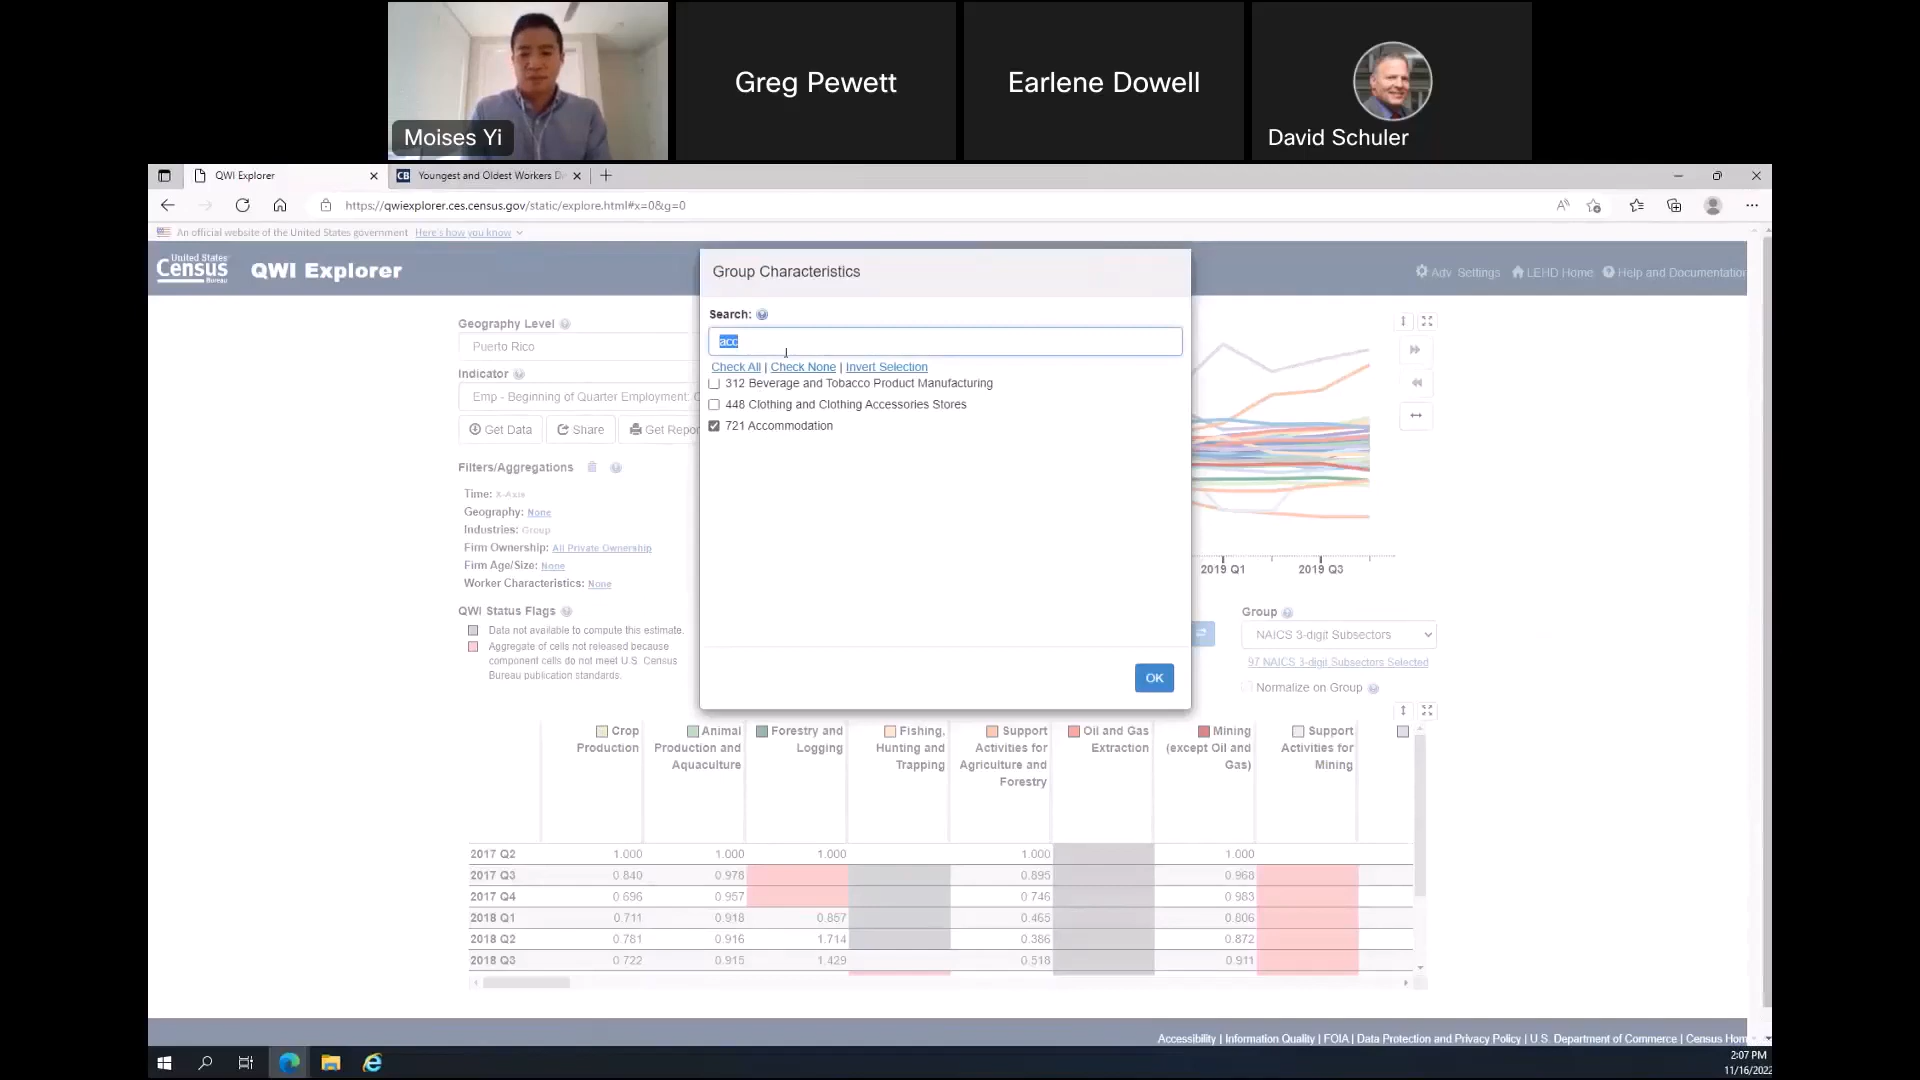 Greg Pewett
Earlene Dowell
Moises Yi
David Schuler
QWI Explorer
CB Youngest and Oldest Workers D
https://qwiexplorer.ces.census.gov/static/explore.html#x=0&g=0
An official website of the United States government Here's how you know
United States
Census
Bureau
QWI Explorer
Adv. Settings LEHD Home Help and Documentation
Geography Level
Puerto Rico
Indicator
Emp - Beginning of Quarter Employment: C
Get Data Share Get Repor
Filters/Aggregations
Time: X-Axis
Geography: None
Industries: Group
Firm Ownership: All Private Ownership
Firm Age/Size: None
Worker Characteristics: None
QWI Status Flags
Data not available to compute this estimate.
Aggregate of cells not released because
component cells do not meet U.S. Census
Bureau publication standards.
Group Characteristics
Search:
acc
Check All | Check None | Invert Selection
312 Beverage and Tobacco Product Manufacturing
448 Clothing and Clothing Accessories Stores
721 Accommodation
OK
2019 Q1 2019 Q3
Group
NAICS 3-digit Subsectors
97 NAICS 3-digit Subsectors Selected
Normalize on Group
Crop Production
Animal Production and Aquaculture
Forestry and Logging
Fishing, Hunting and Trapping
Support Activities for Agriculture and Forestry
Oil and Gas Extraction
Mining (except Oil and Gas)
Support Activities for Mining
2017 Q2 1.000 1.000 1.000 1.000 1.000
2017 Q3 0.840 0.978 0.895 0.968
2017 Q4 0.696 0.957 0.746 0.983
2018 Q1 0.711 0.918 0.857 0.465 0.806
2018 Q2 0.781 0.916 1.714 0.386 0.872
2018 Q3 0.722 0.915 1.429 0.518 0.911
Accessibility | Information Quality | FOIA | Data Protection and Privacy Policy | U.S. Department of Commerce | Census Hom
2:07 PM
11/16/2022